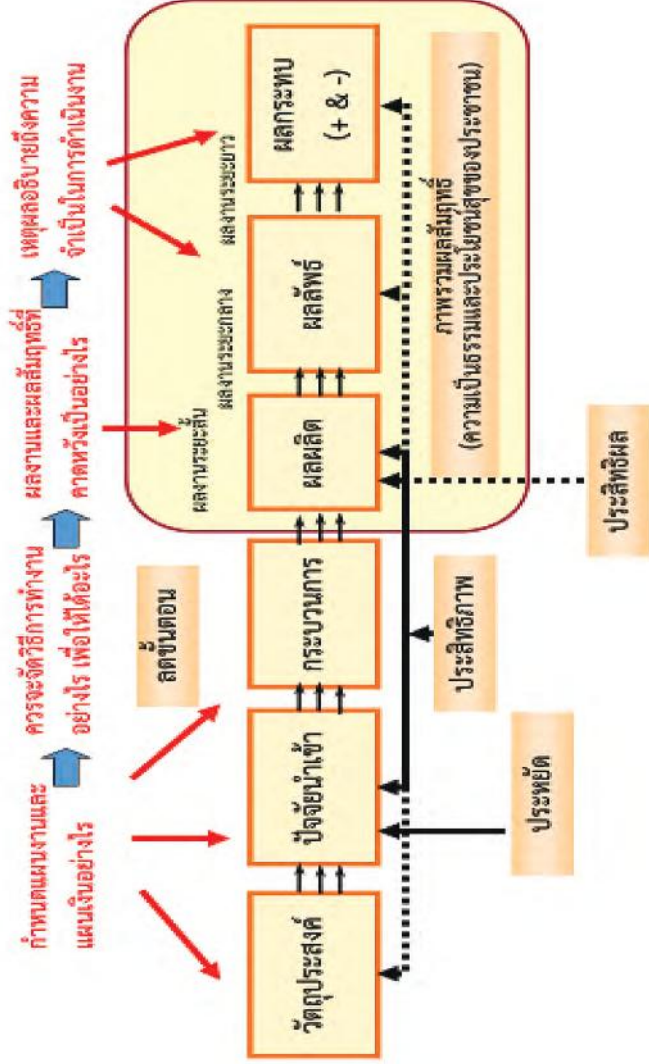 กำหนดแผนงานและ
แผนเงินอย่างไร
ควรจะจัดวิธีการทำงาน
อย่างไร เพื่อให้ได้อะไร
ผลงานและผลสัมฤทธิ์ที่
คาดหวังเป็นอย่างไร
เหตุผลอธิบายถึงความ
จำเป็นในการดำเนินงาน
ลดขั้นตอน
ผลงานระยะสั้น
ผลงานระยะกลาง
ผลงานระยะยาว
วัตถุประสงค์
ปัจจัยนำเข้า
กระบวนการ
ผลผลิต
ผลลัพธ์
ผลกระทบ
(+ & -)
ภาพรวมผลสัมฤทธิ์
(ความเป็นธรรมและประโยชน์สุขของประชาชน)
ประหยัด
ประสิทธิภาพ
ประสิทธิผล